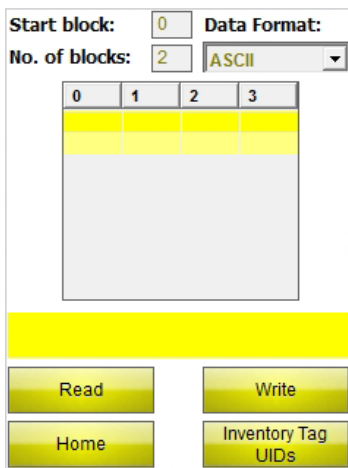 Start block: 0 Data Format:
No. of blocks: 2 ASCII
0 1 2 3
Read Write
Home Inventory Tag
UIDs